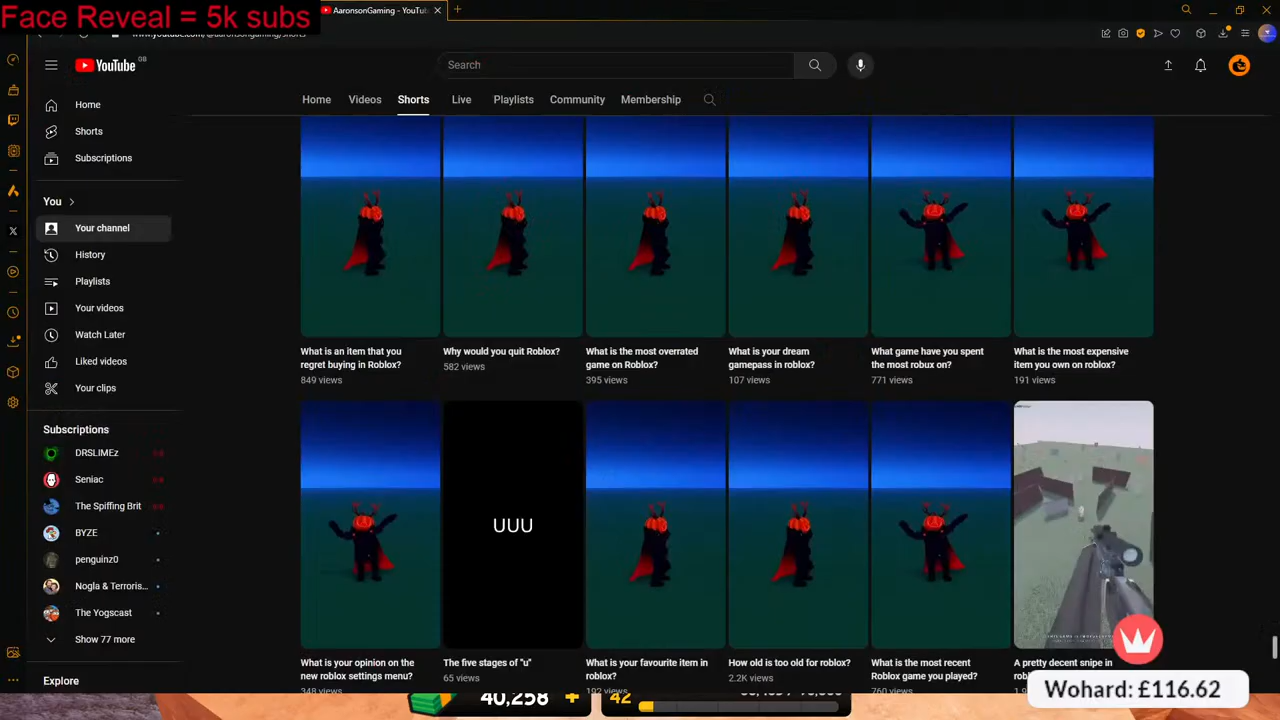 Face Reveal = 5k subs
AaronsonGaming - YouTub
YouTube GB
Search
Home Videos Shorts Live Playlists Community Membership
Home
Shorts
Subscriptions
You
Your channel
History
Playlists
Your videos
Watch Later
Liked videos
Your clips
Subscriptions
DRSLIMEz
Seniac
The Spiffing Brit
BYZE
penguinz0
Nogla & Terroris...
The Yogscast
Show 77 more
Explore
What is an item that you
regret buying in Roblox?
849 views
Why would you quit Roblox?
582 views
What is the most overrated
game on Roblox?
395 views
What is your dream
gamepass in roblox?
107 views
What game have you spent
the most robux on?
771 views
What is the most expensive
item you own on roblox?
191 views
UUU
What is your opinion on the
new roblox settings menu?
348 views
The five stages of "u"
65 views
What is your favourite item in
roblox?
192 views
How old is too old for roblox?
2.2K views
What is the most recent
Roblox game you played?
760 views
A pretty decent snipe in
Wohard: £116.62
40,258
42